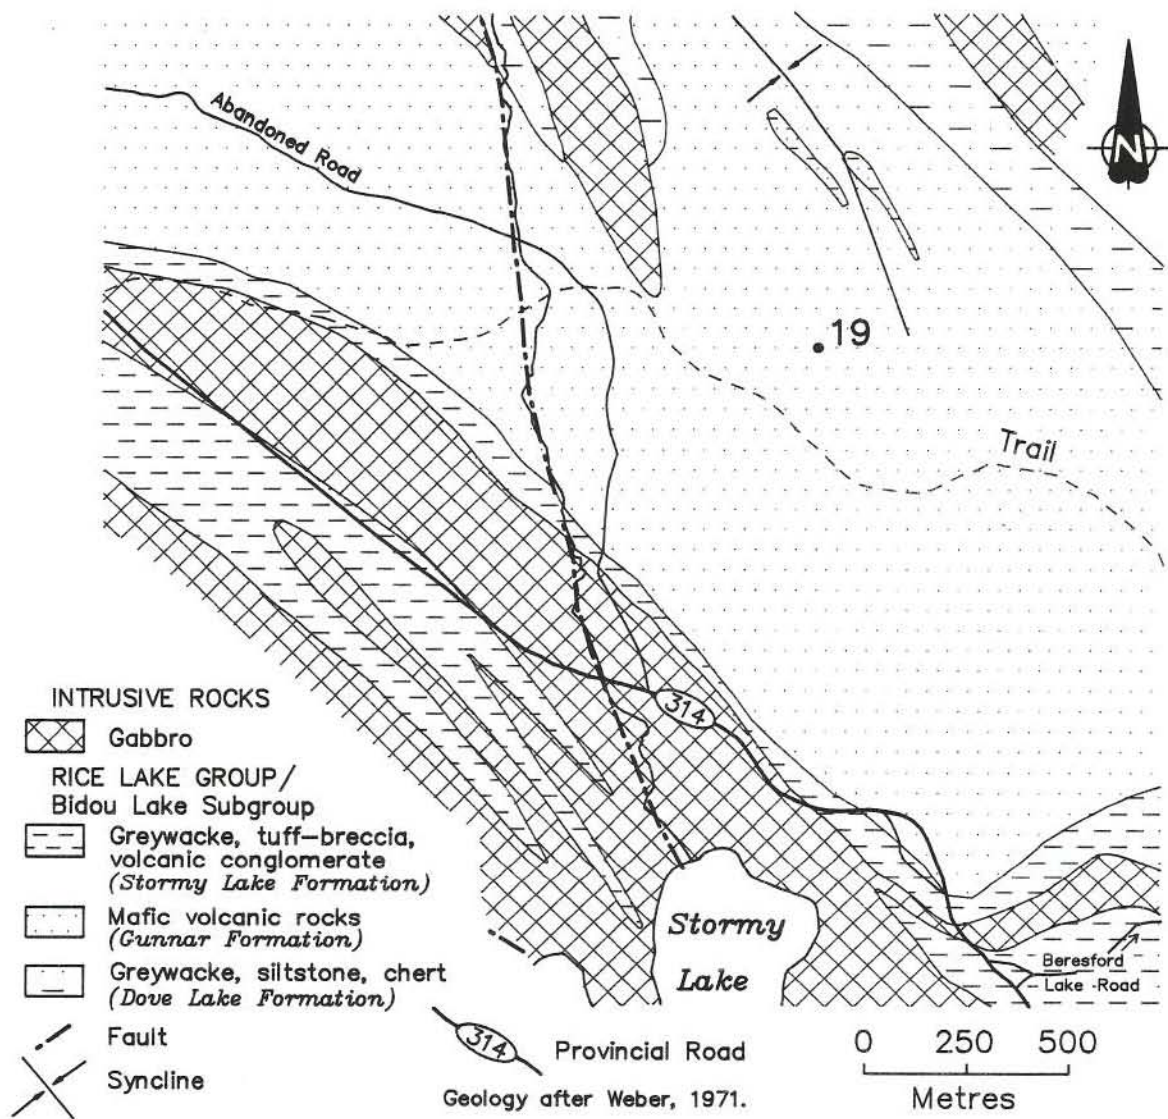 Abandoned Road
N
19
Trail
314
INTRUSIVE ROCKS
Gabbro
RICE LAKE GROUP/
Bidou Lake Subgroup
Greywacke, tuff-breccia,
volcanic conglomerate
(Stormy Lake Formation)
Mafic volcanic rocks
(Gunnar Formation)
Greywacke, siltstone, chert
(Dove Lake Formation)
Fault
Syncline
Stormy
Lake
Beresford
Lake Road
314
Provincial Road
Geology after Weber, 1971.
0 250 500
Metres